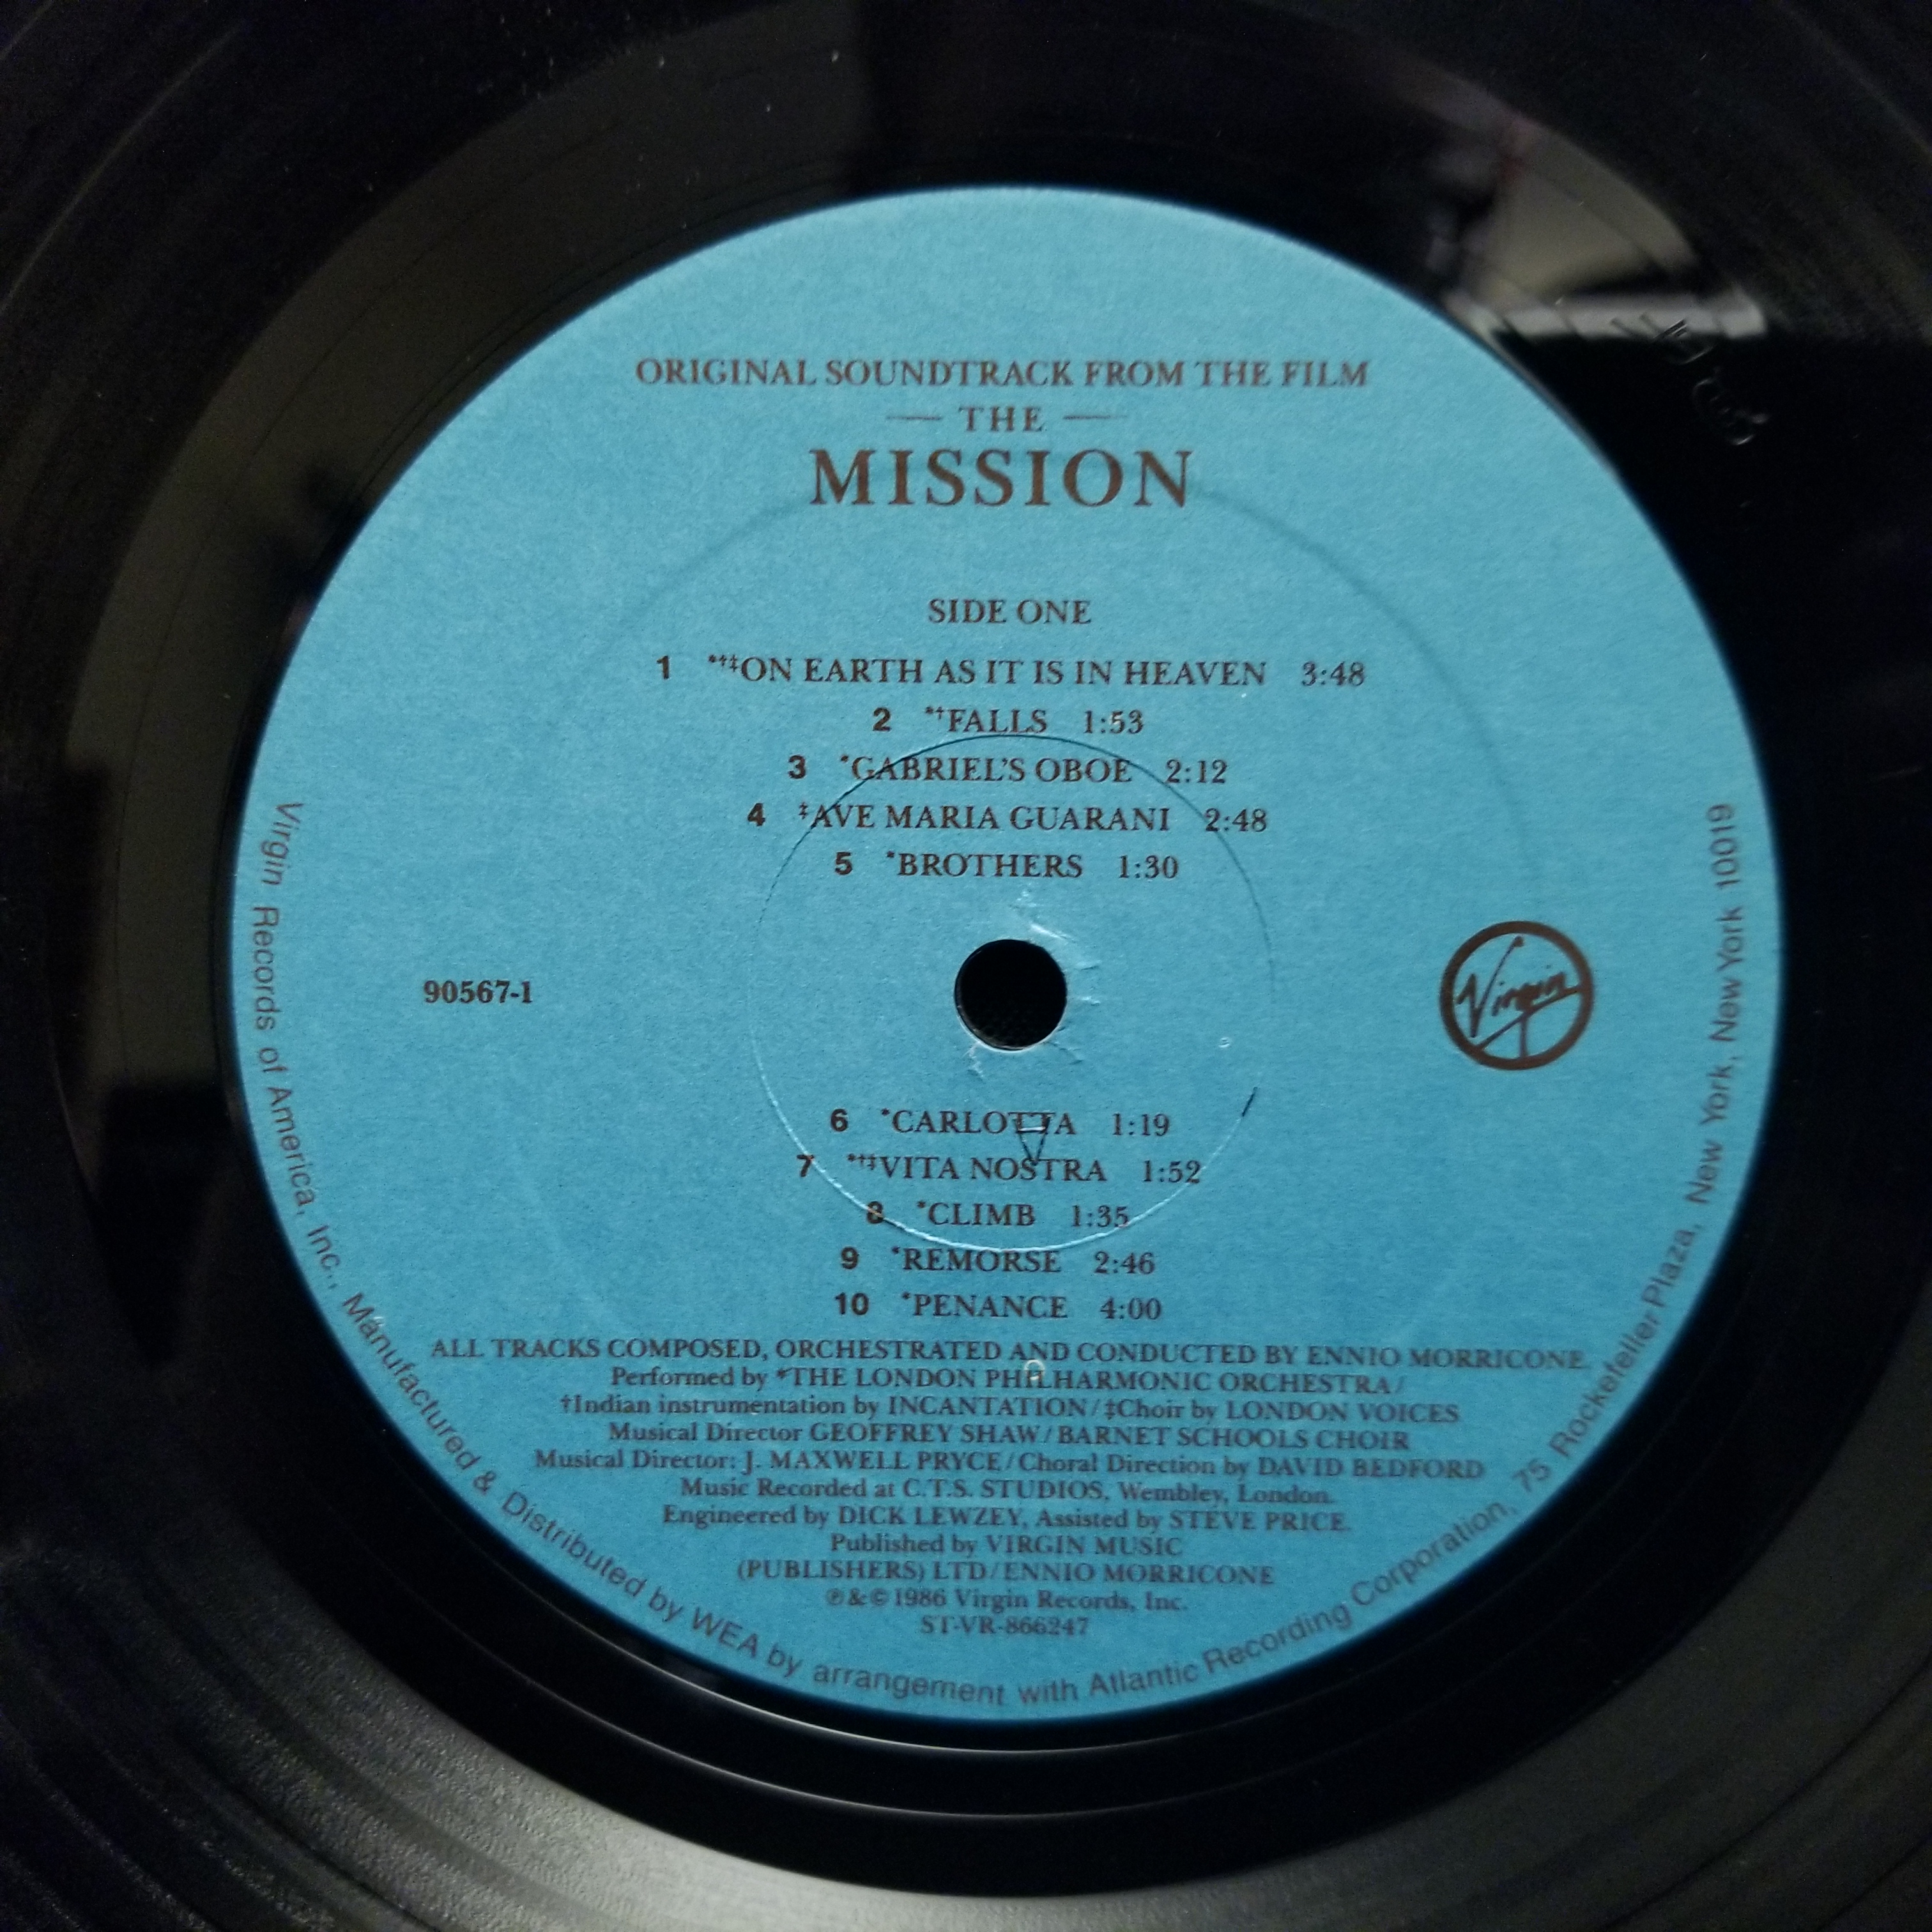 ORIGINAL SOUNDTRACK FROM THE FILM
— THE —
MISSION
SIDE ONE
1 *†‡ON EARTH AS IT IS IN HEAVEN 3:48
2 *†FALLS 1:53
3 *GABRIEL'S OBOE 2:12
4 ‡AVE MARIA GUARANI 2:48
5 *BROTHERS 1:30
90567-1
Virgin
6 *CARLOTTA 1:19
7 *†‡VITA NOSTRA 1:52
8 *CLIMB 1:35
9 *REMORSE 2:46
10 *PENANCE 4:00
ALL TRACKS COMPOSED, ORCHESTRATED AND CONDUCTED BY ENNIO MORRICONE
Performed by *THE LONDON PHILHARMONIC ORCHESTRA/
†Indian instrumentation by INCANTATION/‡Choir by LONDON VOICES
Musical Director GEOFFREY SHAW/BARNET SCHOOLS CHOIR
Musical Director: J. MAXWELL PRYCE/Choral Direction by DAVID BEDFORD
Music Recorded at C.T.S. STUDIOS, Wembley, London.
Engineered by DICK LEWZEY, Assisted by STEVE PRICE.
Published by VIRGIN MUSIC
(PUBLISHERS) LTD/ENNIO MORRICONE
℗&©1986 Virgin Records, Inc.
ST-VR-866247
Virgin Records of America, Inc., Manufactured & Distributed by WEA by arrangement with Atlantic Recording Corporation, 75 Rockefeller Plaza, New York, New York 10019